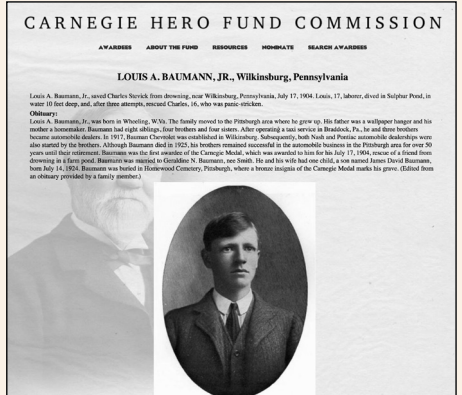 CARNEGIE HERO FUND COMMISSION
AWARDEES ABOUT THE FUND RESOURCES NOMINATE SEARCH AWARDEES
LOUIS A. BAUMANN, JR., Wilkinsburg, Pennsylvania
Louis A. Baumann, Jr., saved Charles Stevick from drowning, near Wilkinsburg, Pennsylvania, July 17, 1904. Louis, 17, laborer, dived in Sulphur Pond, in
water 10 feet deep, and, after three attempts, rescued Charles, 16, who was panic-stricken.
Obituary:
Louis A. Baumann, Jr., was born in Wheeling, W.Va. The family moved to the Pittsburgh area where he grew up. His father was a wallpaper hanger and his
mother a homemaker. Baumann had eight siblings, four brothers and four sisters. After operating a taxi service in Braddock, Pa., he and three brothers
became automobile dealers. In 1917, Bauman Chevrolet was established in Wilkinsburg. Subsequently, both Nash and Pontiac automobile dealerships were
also started by the brothers. Although Baumann died in 1925, his brothers remained successful in the automobile business in the Pittsburg area for over 50
years until their retirement. Baumann was the first awardee of the Carnegie Medal, which was awarded to him for his July 17, 1904, rescue of a friend from
drowning in a farm pond. Baumann was married to Geraldine N. Baumann, nee Smith. He and his wife had one child, a son named James David Baumann,
born July 14, 1924. Baumann was buried in Homewood Cemetery, Pittsburgh, where a bronze insignia of the Carnegie Medal marks his grave. (Edited from
an obituary provided by a family member.)